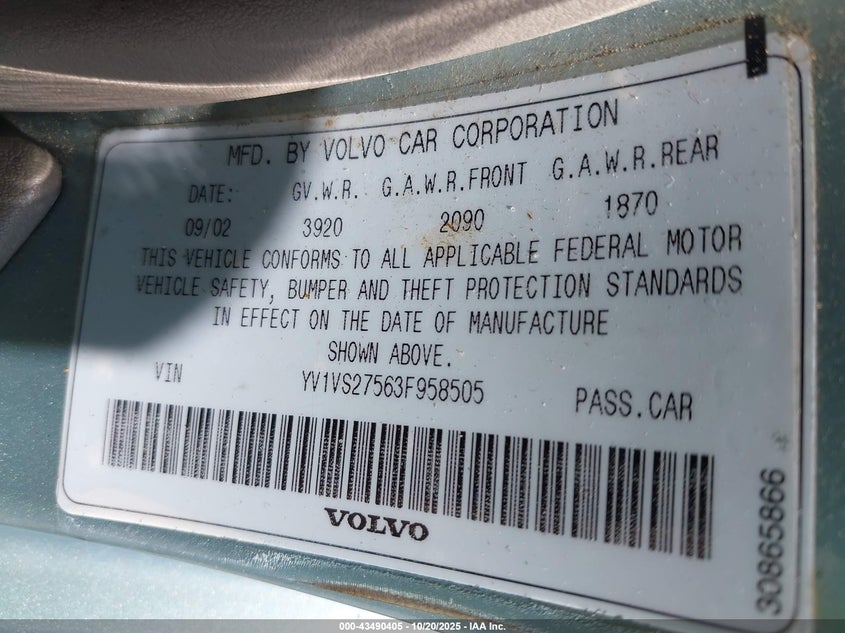 MFD. BY VOLVO CAR CORPORATION
DATE: GV.W.R. G.A.W.R.FRONT G.A.W.R.REAR
09/02 3920 2090 1870
THIS VEHICLE CONFORMS TO ALL APPLICABLE FEDERAL MOTOR
VEHICLE SAFETY, BUMPER AND THEFT PROTECTION STANDARDS
IN EFFECT ON THE DATE OF MANUFACTURE
SHOWN ABOVE.
VIN YV1VS27563F958505 PASS.CAR
VOLVO
30865866
000-43490405 - 10/20/2025 - IAA Inc.